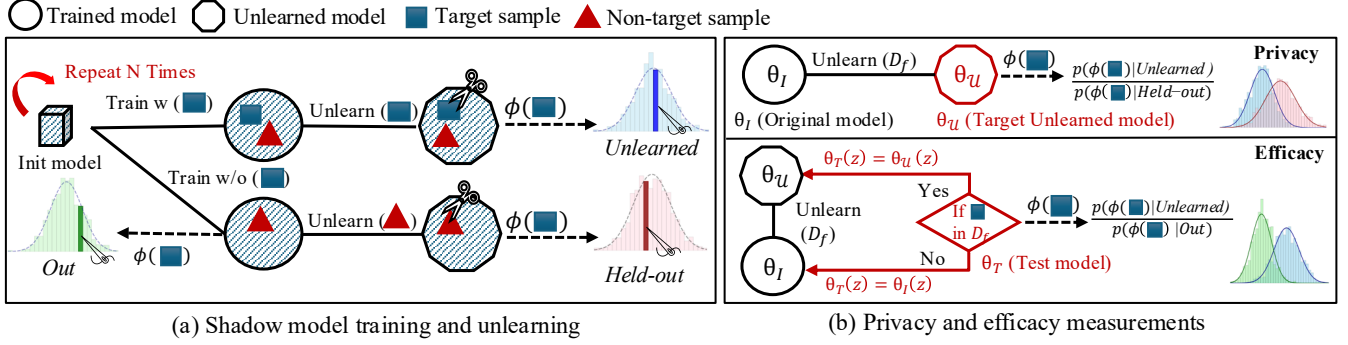 Trained model Unlearned model Target sample Non-target sample
Repeat N Times
Init model
Train w ( )
Unlearn ( )
ϕ( )
Unlearned
Train w/o ( )
Unlearn ( )
ϕ( )
Held-out
ϕ( )
Out
(a) Shadow model training and unlearning
Privacy
θ_I
Unlearn (D_f)
θ_𝒰
ϕ( )
p(ϕ( )|Unlearned)
p(ϕ( )|Held–out)
θ_I (Original model)
θ_𝒰 (Target Unlearned model)
Efficacy
θ_T(z) = θ_𝒰(z)
θ_𝒰
Yes
Unlearn
(D_f)
If
in D_f
ϕ( )
p(ϕ( )|Unlearned)
p(ϕ( ) |Out)
No
θ_T (Test model)
θ_I
θ_T(z) = θ_I(z)
(b) Privacy and efficacy measurements